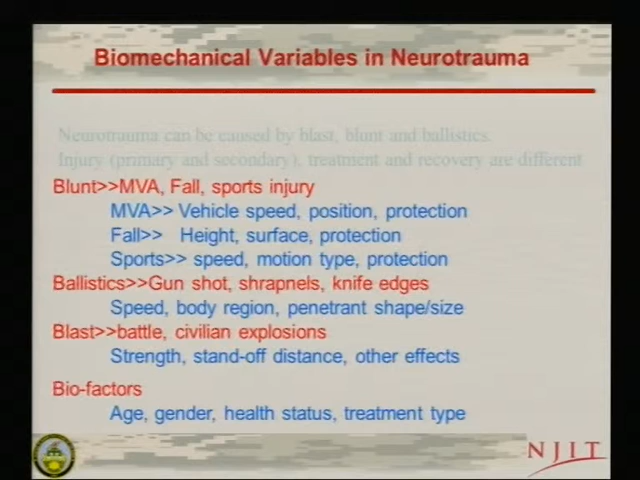 Biomechanical Variables in Neurotrauma
Neurotrauma can be caused by blast, blunt and ballistics.
Injury (primary and secondary), treatment and recovery are different
Blunt>>MVA, Fall, sports injury
MVA>> Vehicle speed, position, protection
Fall>> Height, surface, protection
Sports>> speed, motion type, protection
Ballistics>>Gun shot, shrapnels, knife edges
Speed, body region, penetrant shape/size
Blast>>battle, civilian explosions
Strength, stand-off distance, other effects
Bio-factors
Age, gender, health status, treatment type
NJIT